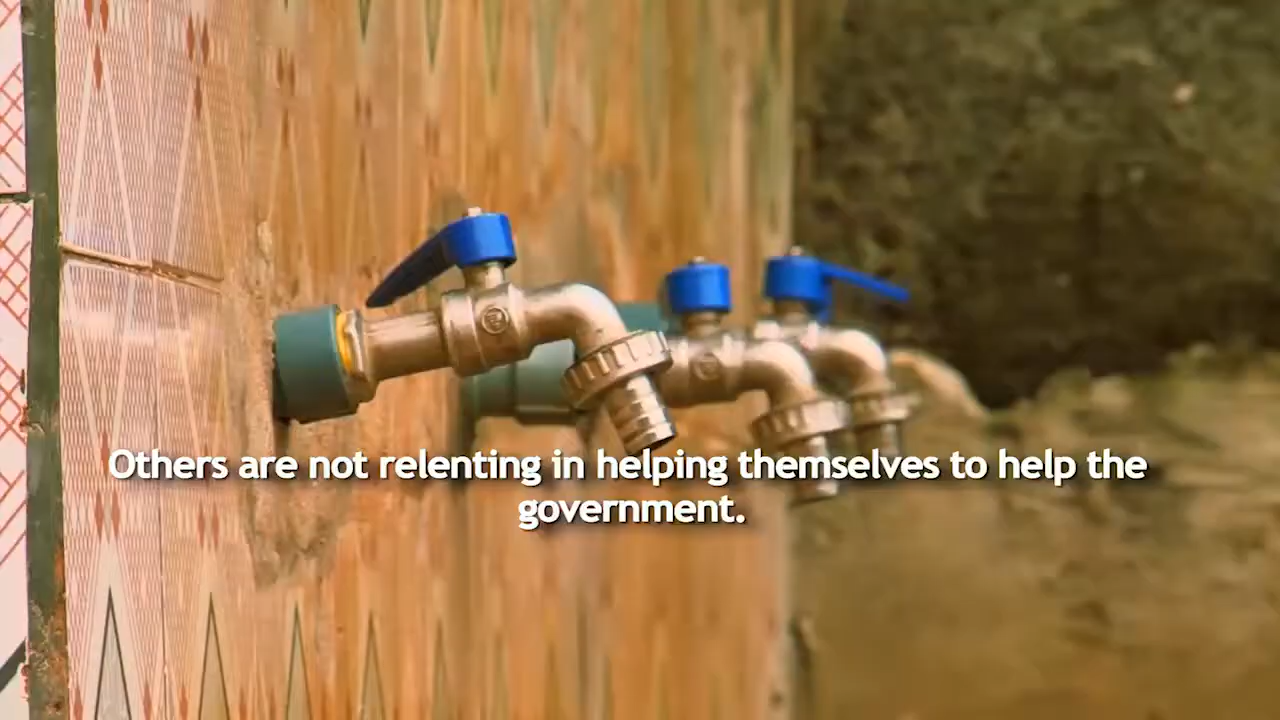 Others are not relenting in helping themselves to help the
government.